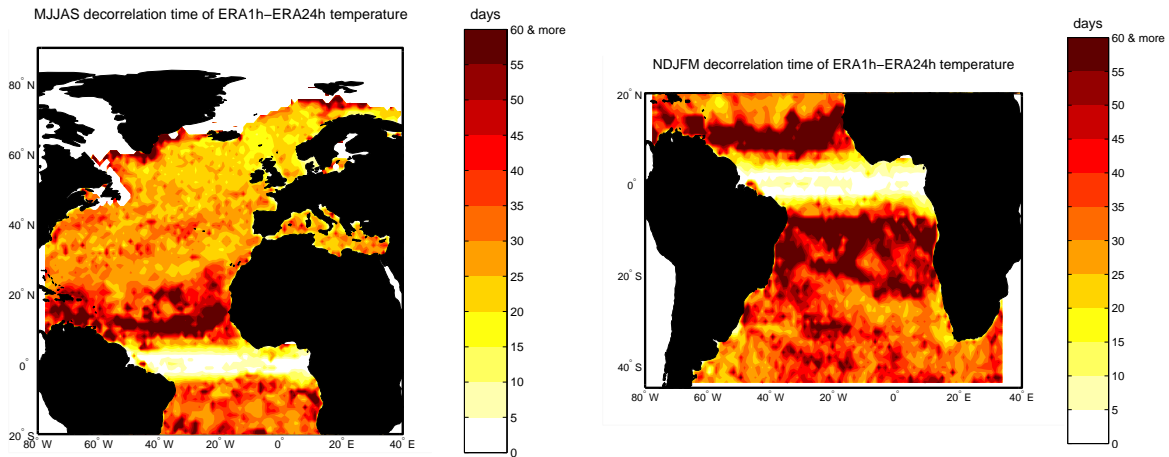 MJJAS decorrelation time of ERA1h−ERA24h temperature
days
60 & more
55
50
45
40
35
30
25
20
15
10
5
0
80° N
60° N
40° N
20° N
0°
20° S
80° W
60° W
40° W
20° W
0°
20° E
40° E
NDJFM decorrelation time of ERA1h−ERA24h temperature
days
60 & more
55
50
45
40
35
30
25
20
15
10
5
0
20° N
0°
20° S
40° S
80° W
60° W
40° W
20° W
0°
20° E
40° E